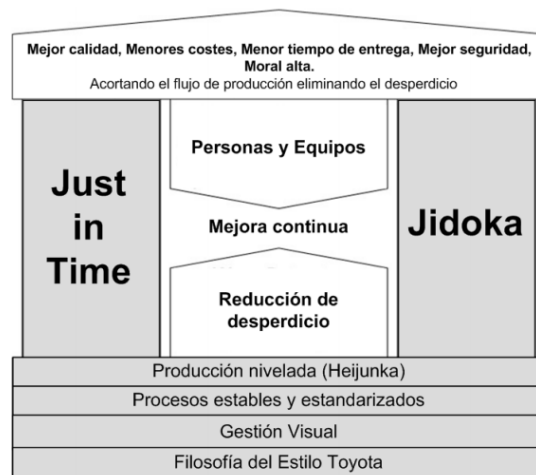 Mejor calidad, Menores costes, Menor tiempo de entrega, Mejor seguridad,
Moral alta.
Acortando el flujo de producción eliminando el desperdicio
Just
in
Time
Personas y Equipos
Mejora continua
Reducción de
desperdicio
Jidoka
Producción nivelada (Heijunka)
Procesos estables y estandarizados
Gestión Visual
Filosofía del Estilo Toyota